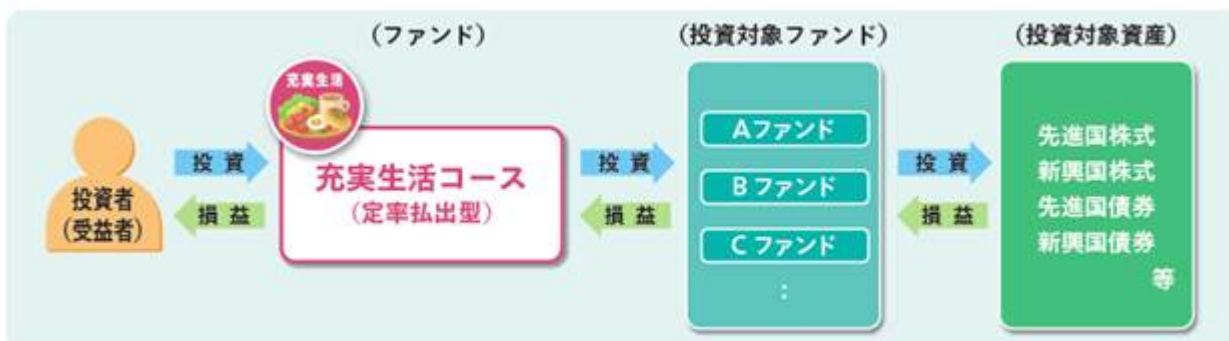 (ファンド)
(投資対象ファンド)
(投資対象資産)
充実生活
投資者
(受益者)
投資
損益
充実生活コース
(定率払出型)
投資
損益
Aファンド
Bファンド
Cファンド
:
投資
損益
先進国株式
新興国株式
先進国債券
新興国債券
等